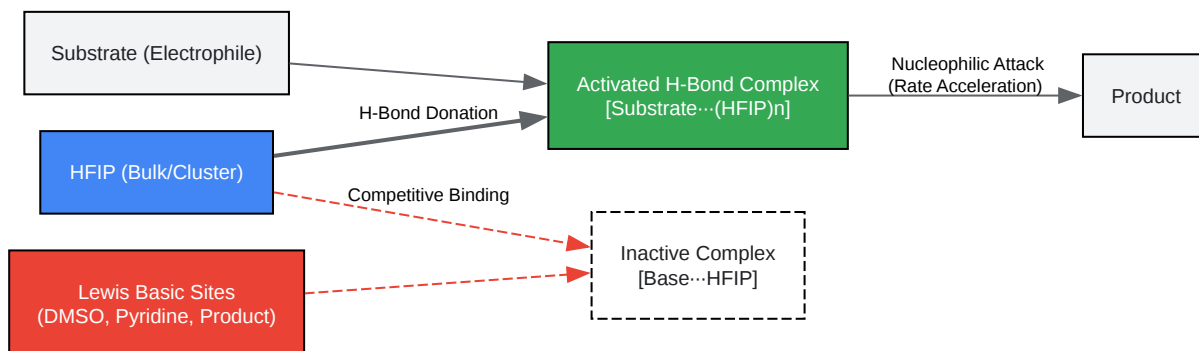 Substrate (Electrophile)
HFIP (Bulk/Cluster)
Lewis Basic Sites
(DMSO, Pyridine, Product)
H-Bond Donation
Competitive Binding
Activated H-Bond Complex
[Substrate···(HFIP)n]
Inactive Complex
[Base···HFIP]
Nucleophilic Attack
(Rate Acceleration)
Product